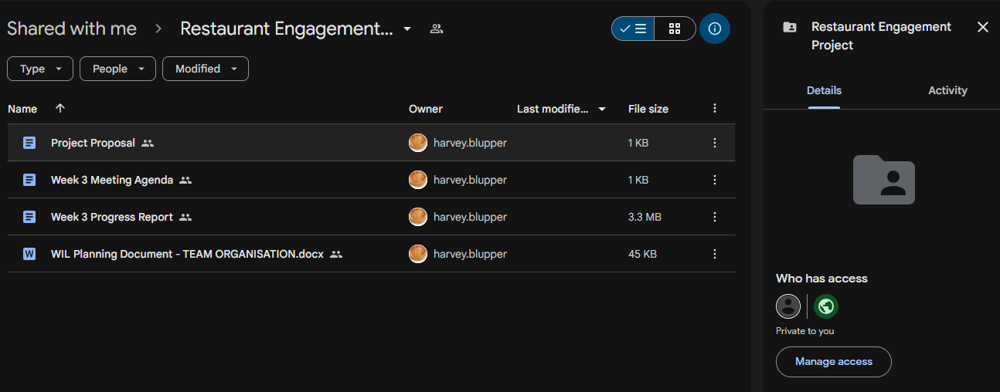 Shared with me > Restaurant Engagement...
Type People Modified
Name Owner Last modifie... File size
Project Proposal harvey.blupper 1 KB
Week 3 Meeting Agenda harvey.blupper 1 KB
Week 3 Progress Report harvey.blupper 3.3 MB
W WIL Planning Document - TEAM ORGANISATION.docx harvey.blupper 45 KB
Restaurant Engagement
Project
Details Activity
Who has access
Private to you
Manage access